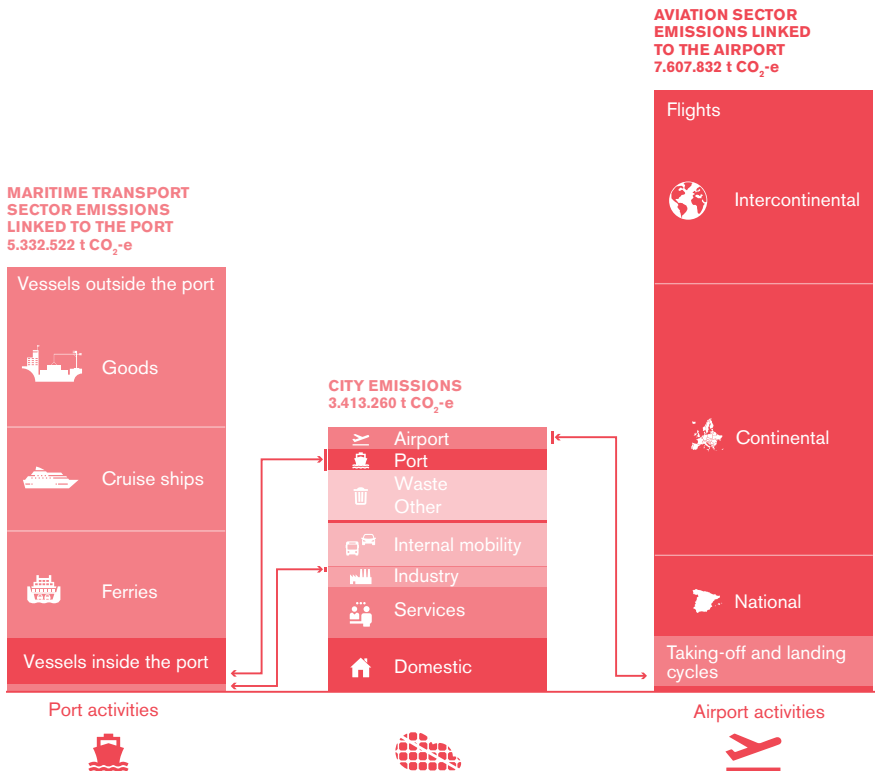 MARITIME TRANSPORT
SECTOR EMISSIONS
LINKED TO THE PORT
5.332.522 t CO₂-e
Vessels outside the port
Goods
Cruise ships
Ferries
Vessels inside the port
Port activities
CITY EMISSIONS
3.413.260 t CO₂-e
Airport
Port
Waste
Other
Internal mobility
Industry
Services
Domestic
AVIATION SECTOR
EMISSIONS LINKED
TO THE AIRPORT
7.607.832 t CO₂-e
Flights
Intercontinental
Continental
National
Taking-off and landing
cycles
Airport activities